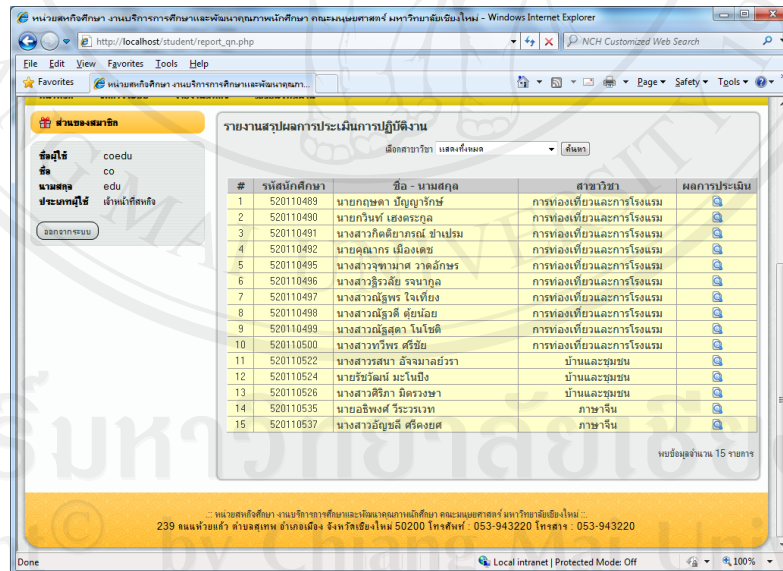 หน่วยสหกิจศึกษา งานบริการการศึกษาและพัฒนาคุณภาพนักศึกษา คณะมนุษยศาสตร์ มหาวิทยาลัยเชียงใหม่ - Windows Internet Explorer
http://localhost/student/report_qn.php
NCH Customized Web Search
File Edit View Favorites Tools Help
Favorites หน่วยสหกิจศึกษา งานบริการการศึกษาและพัฒนาคุณภา... Page Safety Tools
ส่วนของสมาชิก
ชื่อผู้ใช้ coedu
ชื่อ co
นามสกุล edu
ประเภทผู้ใช้ เจ้าหน้าที่สหกิจ
ออกจากระบบ
รายงานสรุปผลการประเมินการปฏิบัติงาน
เลือกสาขาวิชา แสดงทั้งหมด ค้นหา
# รหัสนักศึกษา ชื่อ - นามสกุล สาขาวิชา ผลการประเมิน
1 520110489 นายกฤษดา ปัญญารักษ์ การท่องเที่ยวและการโรงแรม
2 520110490 นายกวินท์ เฮงตระกูล การท่องเที่ยวและการโรงแรม
3 520110491 นางสาวกิตติยาภรณ์ ขำเปรม การท่องเที่ยวและการโรงแรม
4 520110492 นายคุณากร เมืองเดช การท่องเที่ยวและการโรงแรม
5 520110495 นางสาวจุฑามาศ วาดอักษร การท่องเที่ยวและการโรงแรม
6 520110496 นางสาวฐิรวลัย รจนากูล การท่องเที่ยวและการโรงแรม
7 520110497 นางสาวณัฐพร ใจเที่ยง การท่องเที่ยวและการโรงแรม
8 520110498 นางสาวณัฐวดี ตุ้ยน้อย การท่องเที่ยวและการโรงแรม
9 520110499 นางสาวณัฐสุดา โนโชติ การท่องเที่ยวและการโรงแรม
10 520110500 นางสาวทวีพร ศรีชัย การท่องเที่ยวและการโรงแรม
11 520110522 นางสาวรสนา อัจจมาลย์วรา บ้านและชุมชน
12 520110524 นายรัชวัฒน์ มะโนปิง บ้านและชุมชน
13 520110526 นางสาวศิริภา มิตรวงษา บ้านและชุมชน
14 520110535 นายอธิพงศ์ วีระวรเวท ภาษาจีน
15 520110537 นางสาวอัญชลี ศรีคงยศ ภาษาจีน
พบข้อมูลจำนวน 15 รายการ
.:: หน่วยสหกิจศึกษา งานบริการการศึกษาและพัฒนาคุณภาพนักศึกษา คณะมนุษยศาสตร์ มหาวิทยาลัยเชียงใหม่ ::.
239 ถนนห้วยแก้ว ตำบลสุเทพ อำเภอเมือง จังหวัดเชียงใหม่ 50200 โทรศัพท์ : 053-943220 โทรสาร : 053-943220
Done Local intranet | Protected Mode: Off 100%
by Chiang Mai Uni